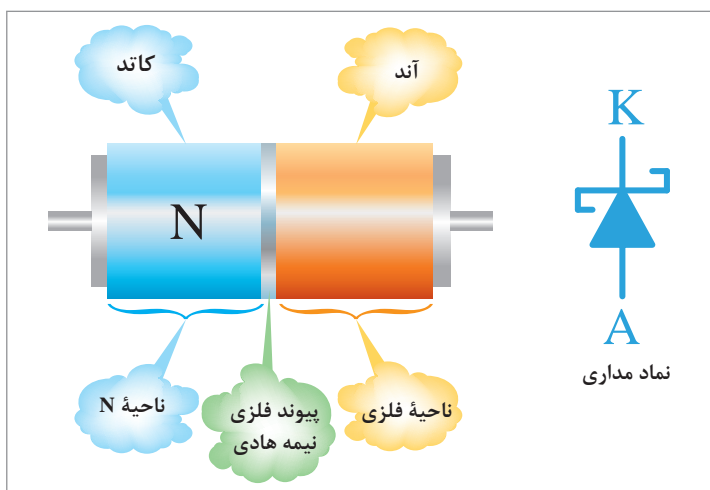 آند
کاتد
N
ناحیهٔ فلزی
پیوند فلزی
نیمه هادی
ناحیهٔ N
K
A
نماد مداری